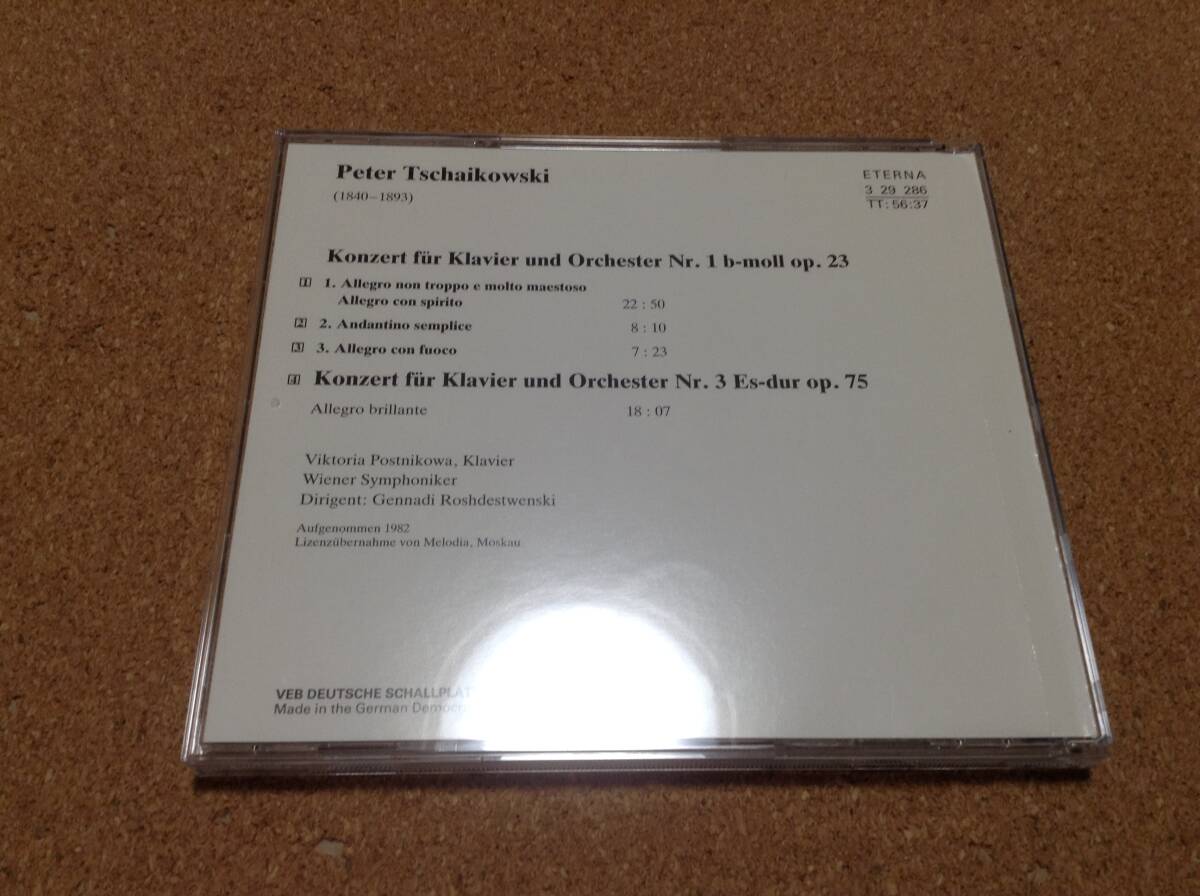 Peter Tschaikowski
(1840–1893)
ETERNA
3 29 286
TT: 56:37
Konzert für Klavier und Orchester Nr. 1 b-moll op. 23
1 1. Allegro non troppo e molto maestoso
Allegro con spirito 22 : 50
2 2. Andantino semplice 8 : 10
3 3. Allegro con fuoco 7 : 23
4 Konzert für Klavier und Orchester Nr. 3 Es-dur op. 75
Allegro brillante 18 : 07
Viktoria Postnikowa, Klavier
Wiener Symphoniker
Dirigent: Gennadi Roshdestwenski
Aufgenommen 1982
Lizenzübernahme von Melodia, Moskau
VEB DEUTSCHE
Made in the German